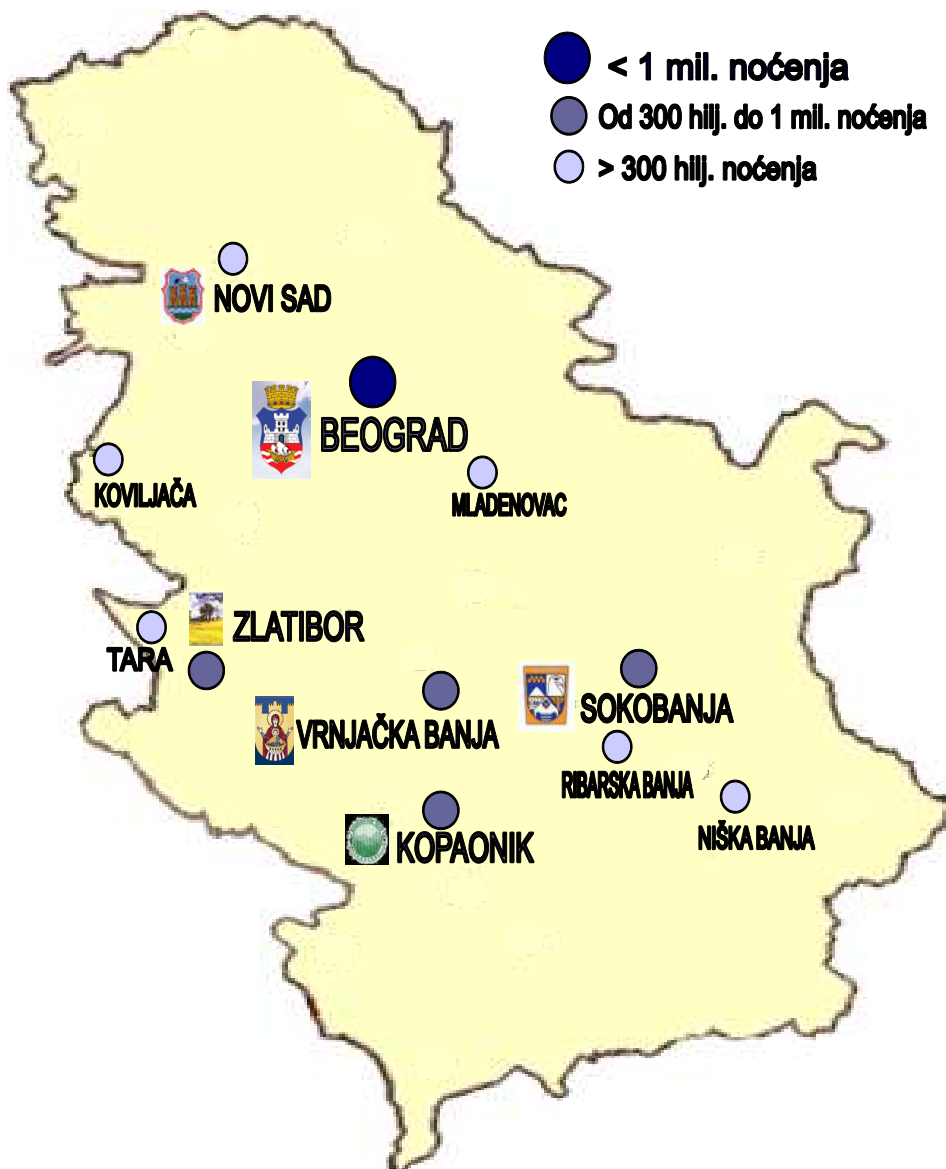 < 1 mil. noćenja
Od 300 hilj. do 1 mil. noćenja
> 300 hilj. noćenja
NOVI SAD
BEOGRAD
KOVILJAČA
MLADENOVAC
ZLATIBOR
TARA
SOKOBANJA
VRNJAČKA BANJA
RIBARSKA BANJA
NIŠKA BANJA
KOPAONIK